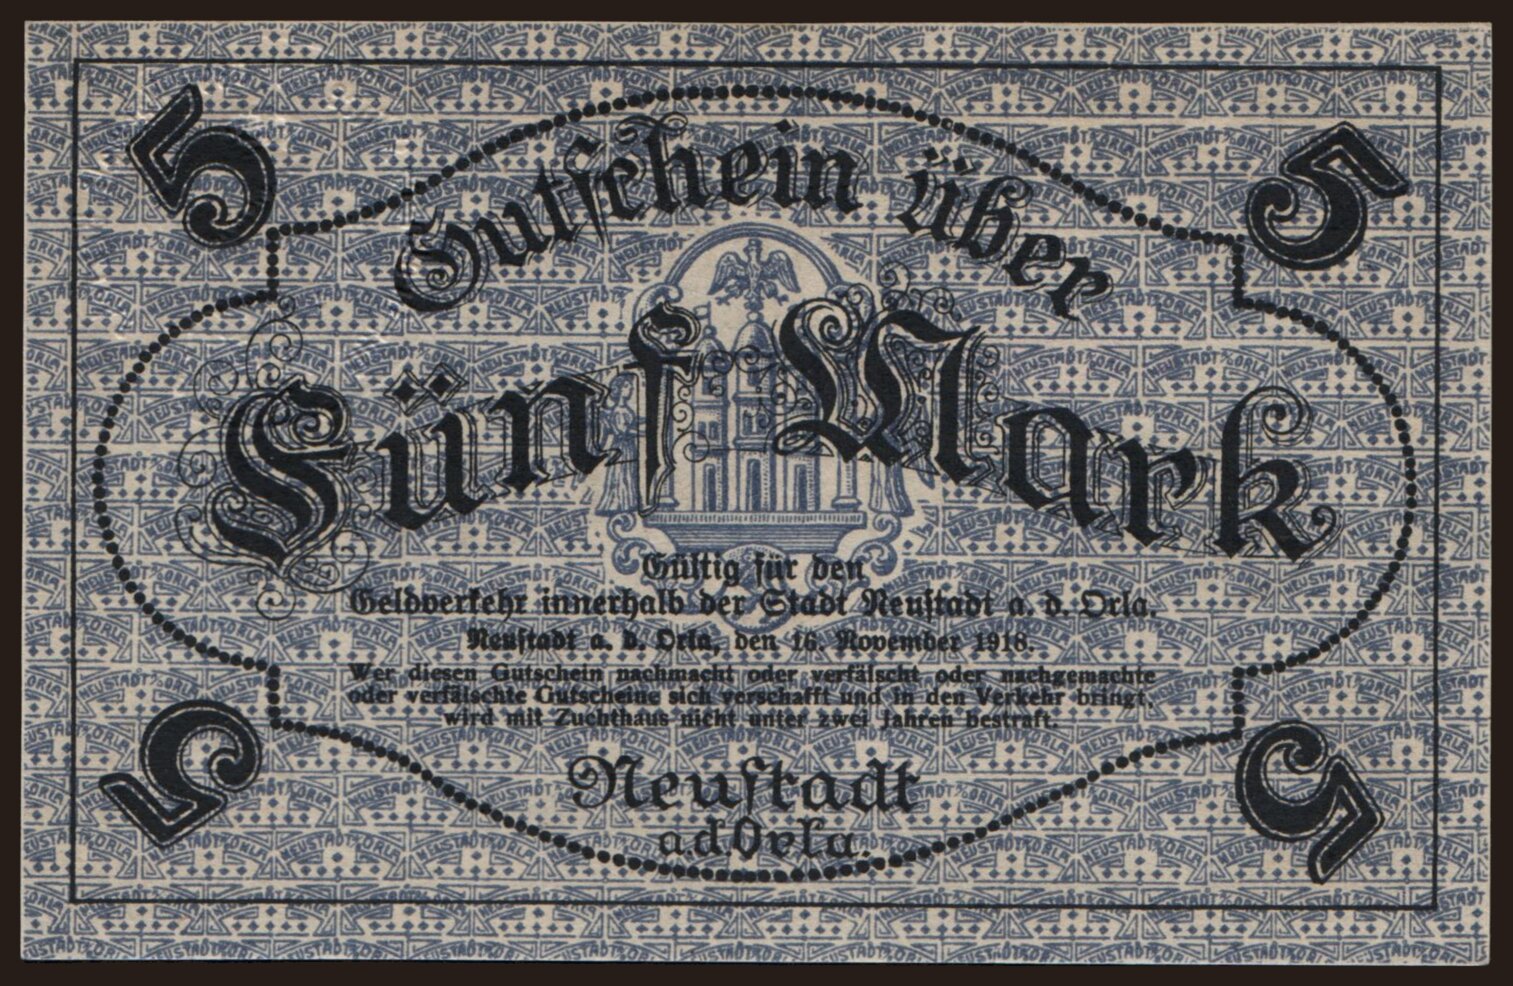 5
5
Gutschein über
Fünf Mark
Gültig für den
Geldverkehr innerhalb der Stadt Neustadt a. d. Orla.
Neustadt a. d. Orla, den 16. November 1918.
Wer diesen Gutschein nachmacht oder verfälscht oder nachgemachte
oder verfälschte Gutscheine sich verschafft und in den Verkehr bringt,
wird mit Zuchthaus nicht unter zwei Jahren bestraft.
5
5
Neustadt
a.d.Orla.